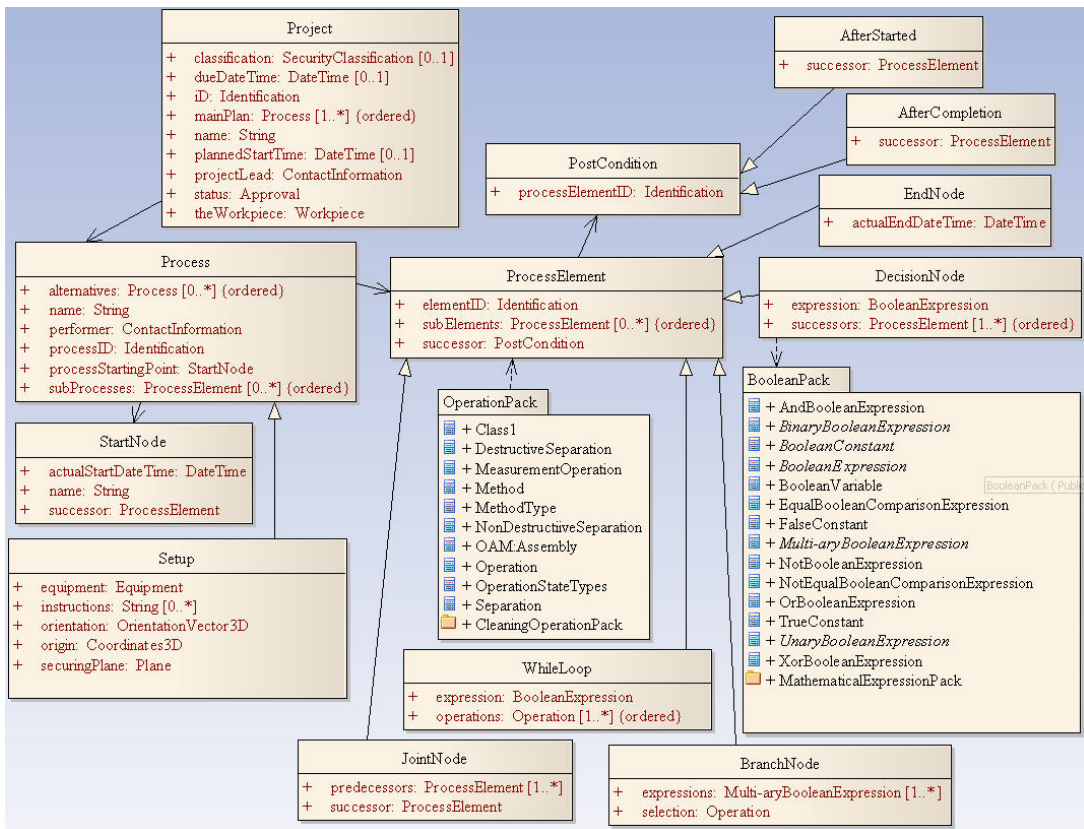 Project
+ classification: SecurityClassification [0..1]
+ dueDateTime: DateTime [0..1]
+ iD: Identification
+ mainPlan: Process [1..*] {ordered}
+ name: String
+ plannedStartTime: DateTime [0..1]
+ projectLead: ContactInformation
+ status: Approval
+ theWorkpiece: Workpiece
AfterStarted
+ successor: ProcessElement
AfterCompletion
+ successor: ProcessElement
PostCondition
+ processElementID: Identification
EndNode
+ actualEndDateTime: DateTime
Process
+ alternatives: Process [0..*] {ordered}
+ name: String
+ performer: ContactInformation
+ processID: Identification
+ processStartingPoint: StartNode
+ subProcesses: ProcessElement [0..*] {ordered}
ProcessElement
+ elementID: Identification
+ subElements: ProcessElement [0..*] {ordered}
+ successor: PostCondition
DecisionNode
+ expression: BooleanExpression
+ successors: ProcessElement [1..*] {ordered}
StartNode
+ actualStartDateTime: DateTime
+ name: String
+ successor: ProcessElement
OperationPack
+ Class1
+ DestructiveSeparation
+ MeasurementOperation
+ Method
+ MethodType
+ NonDestructiveSeparation
+ OAM:Assembly
+ Operation
+ OperationStateTypes
+ Separation
+ CleaningOperationPack
BooleanPack
+ AndBooleanExpression
+ BinaryBooleanExpression
+ BooleanConstant
+ BooleanExpression
+ BooleanVariable
+ EqualBooleanComparisonExpression
+ FalseConstant
+ Multi-aryBooleanExpression
+ NotBooleanExpression
+ NotEqualBooleanComparisonExpression
+ OrBooleanExpression
+ TrueConstant
+ UnaryBooleanExpression
+ XorBooleanExpression
+ MathematicalExpressionPack
BooleanPack ( Public
Setup
+ equipment: Equipment
+ instructions: String [0..*]
+ orientation: OrientationVector3D
+ origin: Coordinates3D
+ securingPlane: Plane
WhileLoop
+ expression: BooleanExpression
+ operations: Operation [1..*] {ordered}
JointNode
+ predecessors: ProcessElement [1..*]
+ successor: ProcessElement
BranchNode
+ expressions: Multi-aryBooleanExpression [1..*]
+ selection: Operation